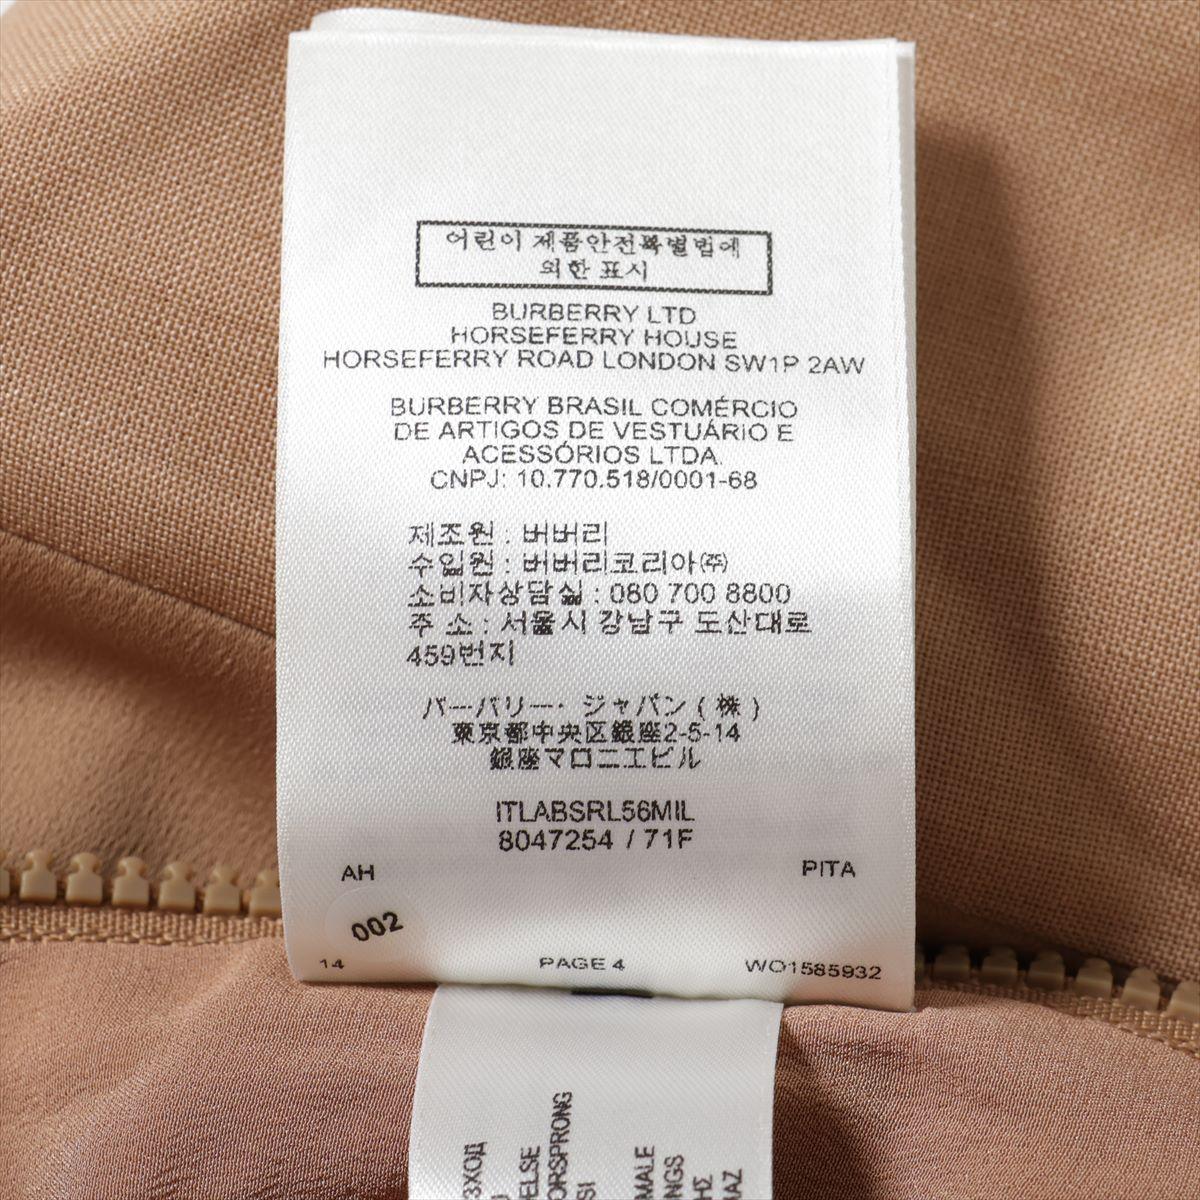 어린이 제품안전특별법에
의한 표시
BURBERRY LTD
HORSEFERRY HOUSE
HORSEFERRY ROAD LONDON SW1P 2AW
BURBERRY BRASIL COMÉRCIO
DE ARTIGOS DE VESTUÁRIO E
ACESSÓRIOS LTDA.
CNPJ: 10.770.518/0001-68
제조원 : 버버리
수입원 : 버버리코리아㈜
소비자상담실 : 080 700 8800
주 소 : 서울시 강남구 도산대로
459번지
バーバリー・ジャパン (株)
東京都中央区銀座2-5-14
銀座マロニエビル
ITLABSRL56MIL
8047254 / 71F
AH PITA
002
14 PAGE 4 WO1585932